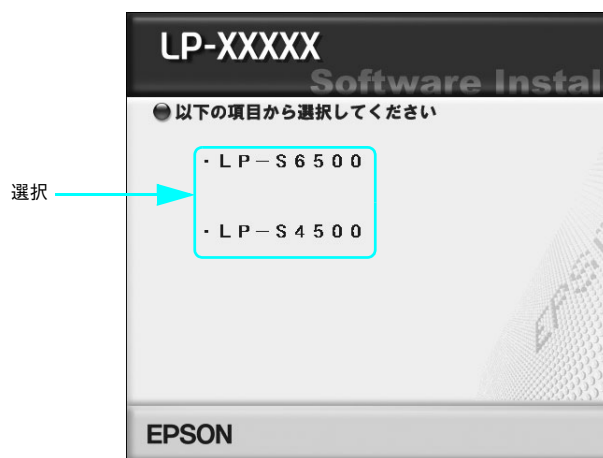 LP-XXXXX
Software Instal
以下の項目から選択してください
・ＬＰ－Ｓ６５００
選択
・ＬＰ－Ｓ４５００
EPSON
EPSON